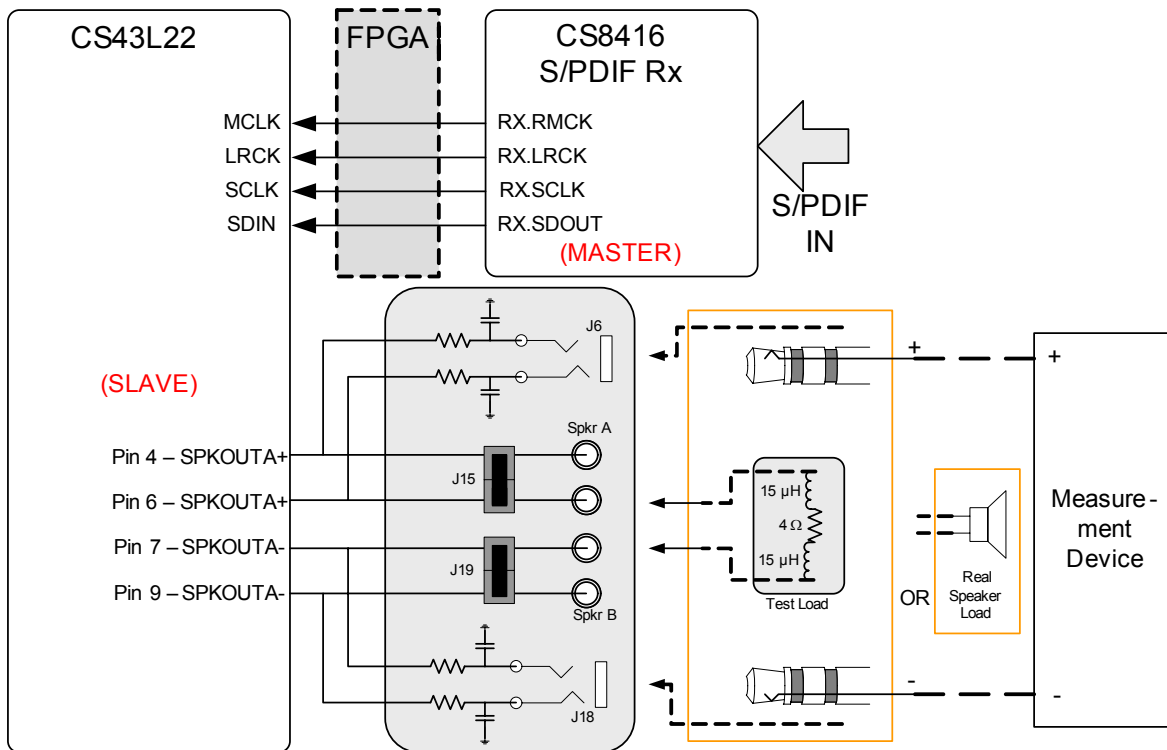 CS43L22
FPGA
CS8416
S/PDIF Rx
MCLK
RX.RMCK
LRCK
RX.LRCK
SCLK
RX.SCLK
SDIN
RX.SDOUT
(MASTER)
S/PDIF
IN
(SLAVE)
J6
+
+
Pin 4 – SPKOUTA+
Spkr A
J15
Pin 6 – SPKOUTA+
Pin 7 – SPKOUTA-
J19
Pin 9 – SPKOUTA-
Spkr B
J18
15 µH
4 Ω
15 µH
Test Load
OR
Real
Speaker
Load
Measure-
ment
Device
-
-